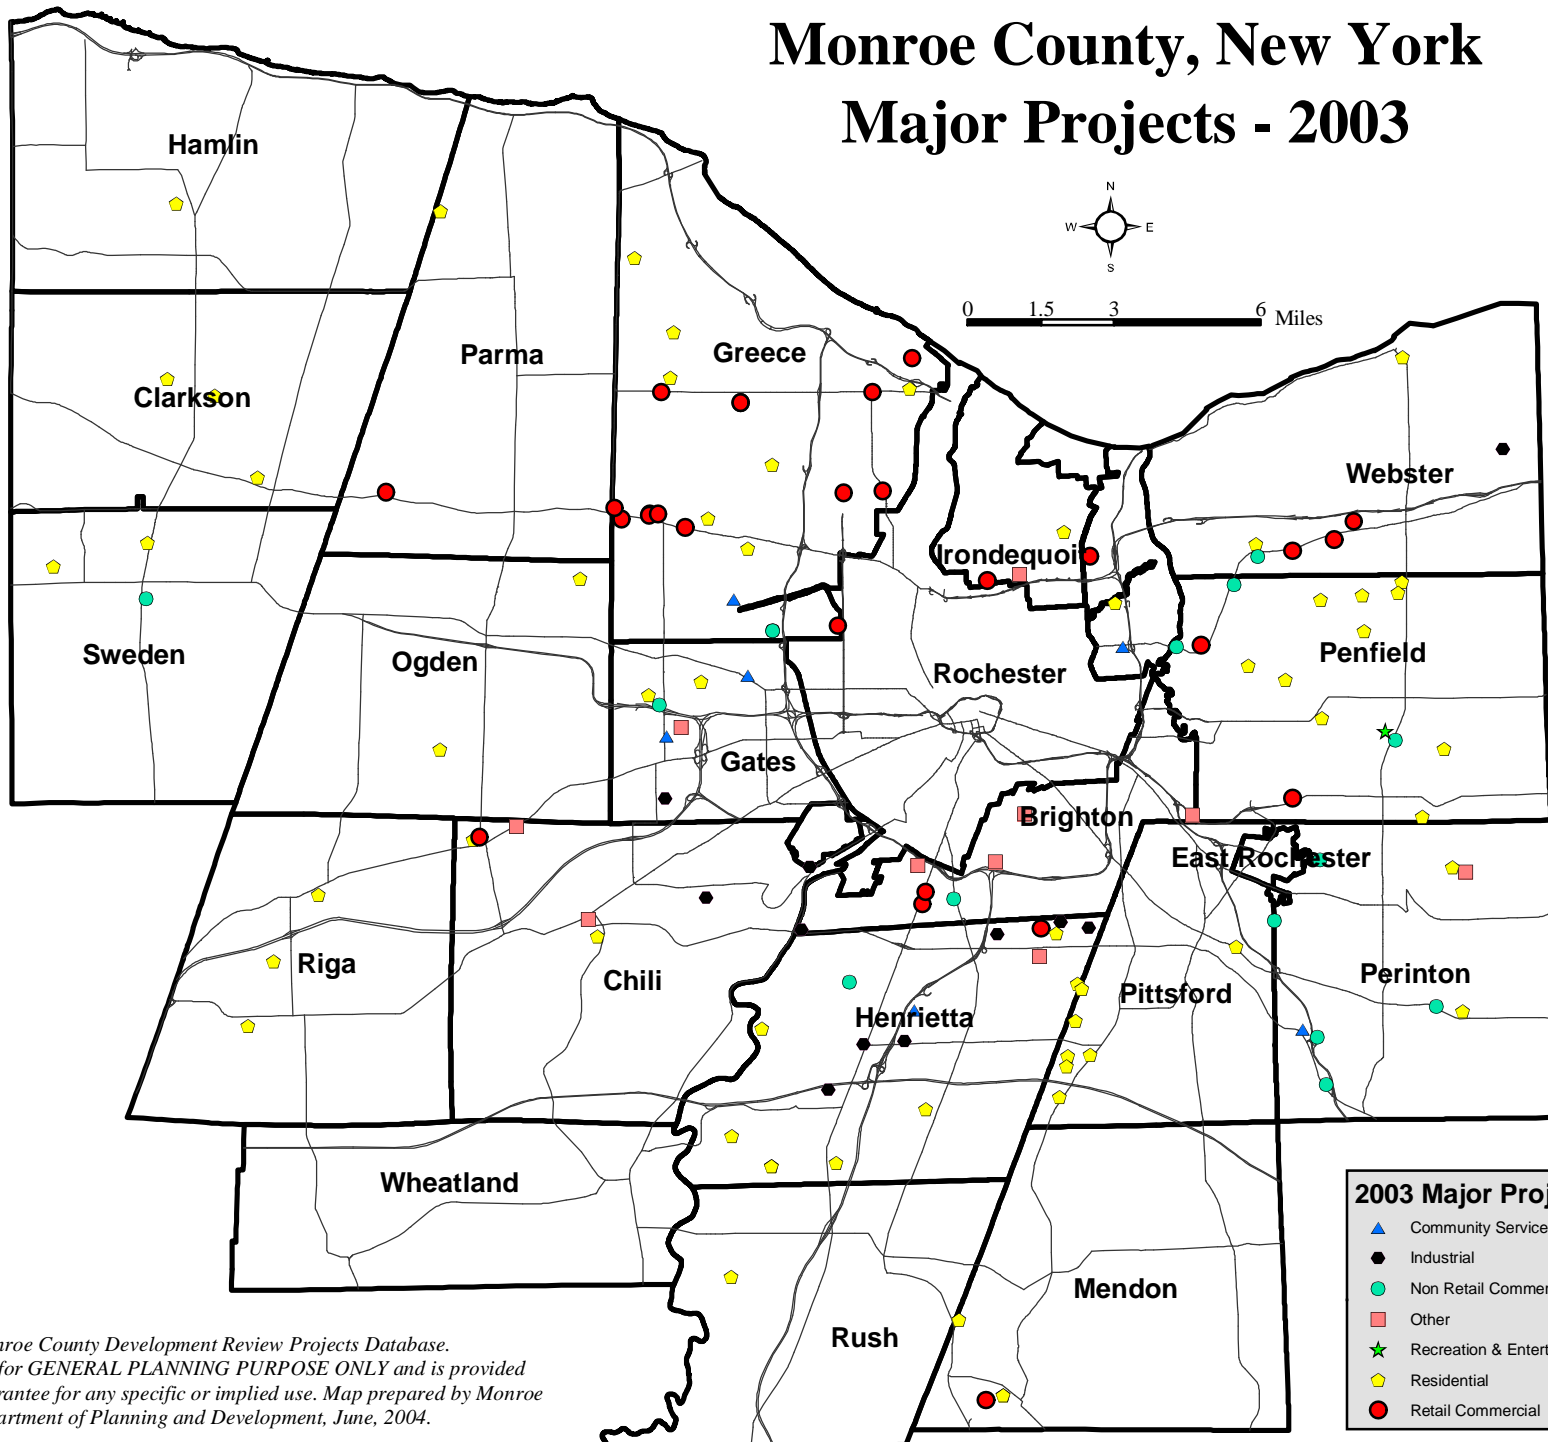 Monroe County, New York
Major Projects - 2003
N
W E
S
0 1.5 3 6 Miles
Hamlin
Parma
Greece
Clarkson
Webster
Irondequoit
Sweden
Ogden
Rochester
Penfield
Gates
Brighton
East Rochester
Riga
Chili
Henrietta
Pittsford
Perinton
Wheatland
Mendon
Rush
2003 Major Proj
Community Service
Industrial
Non Retail Commer
Other
Recreation & Entert
Residential
Retail Commercial
nroe County Development Review Projects Database.
for GENERAL PLANNING PURPOSE ONLY and is provided
rantee for any specific or implied use. Map prepared by Monroe
artment of Planning and Development, June, 2004.